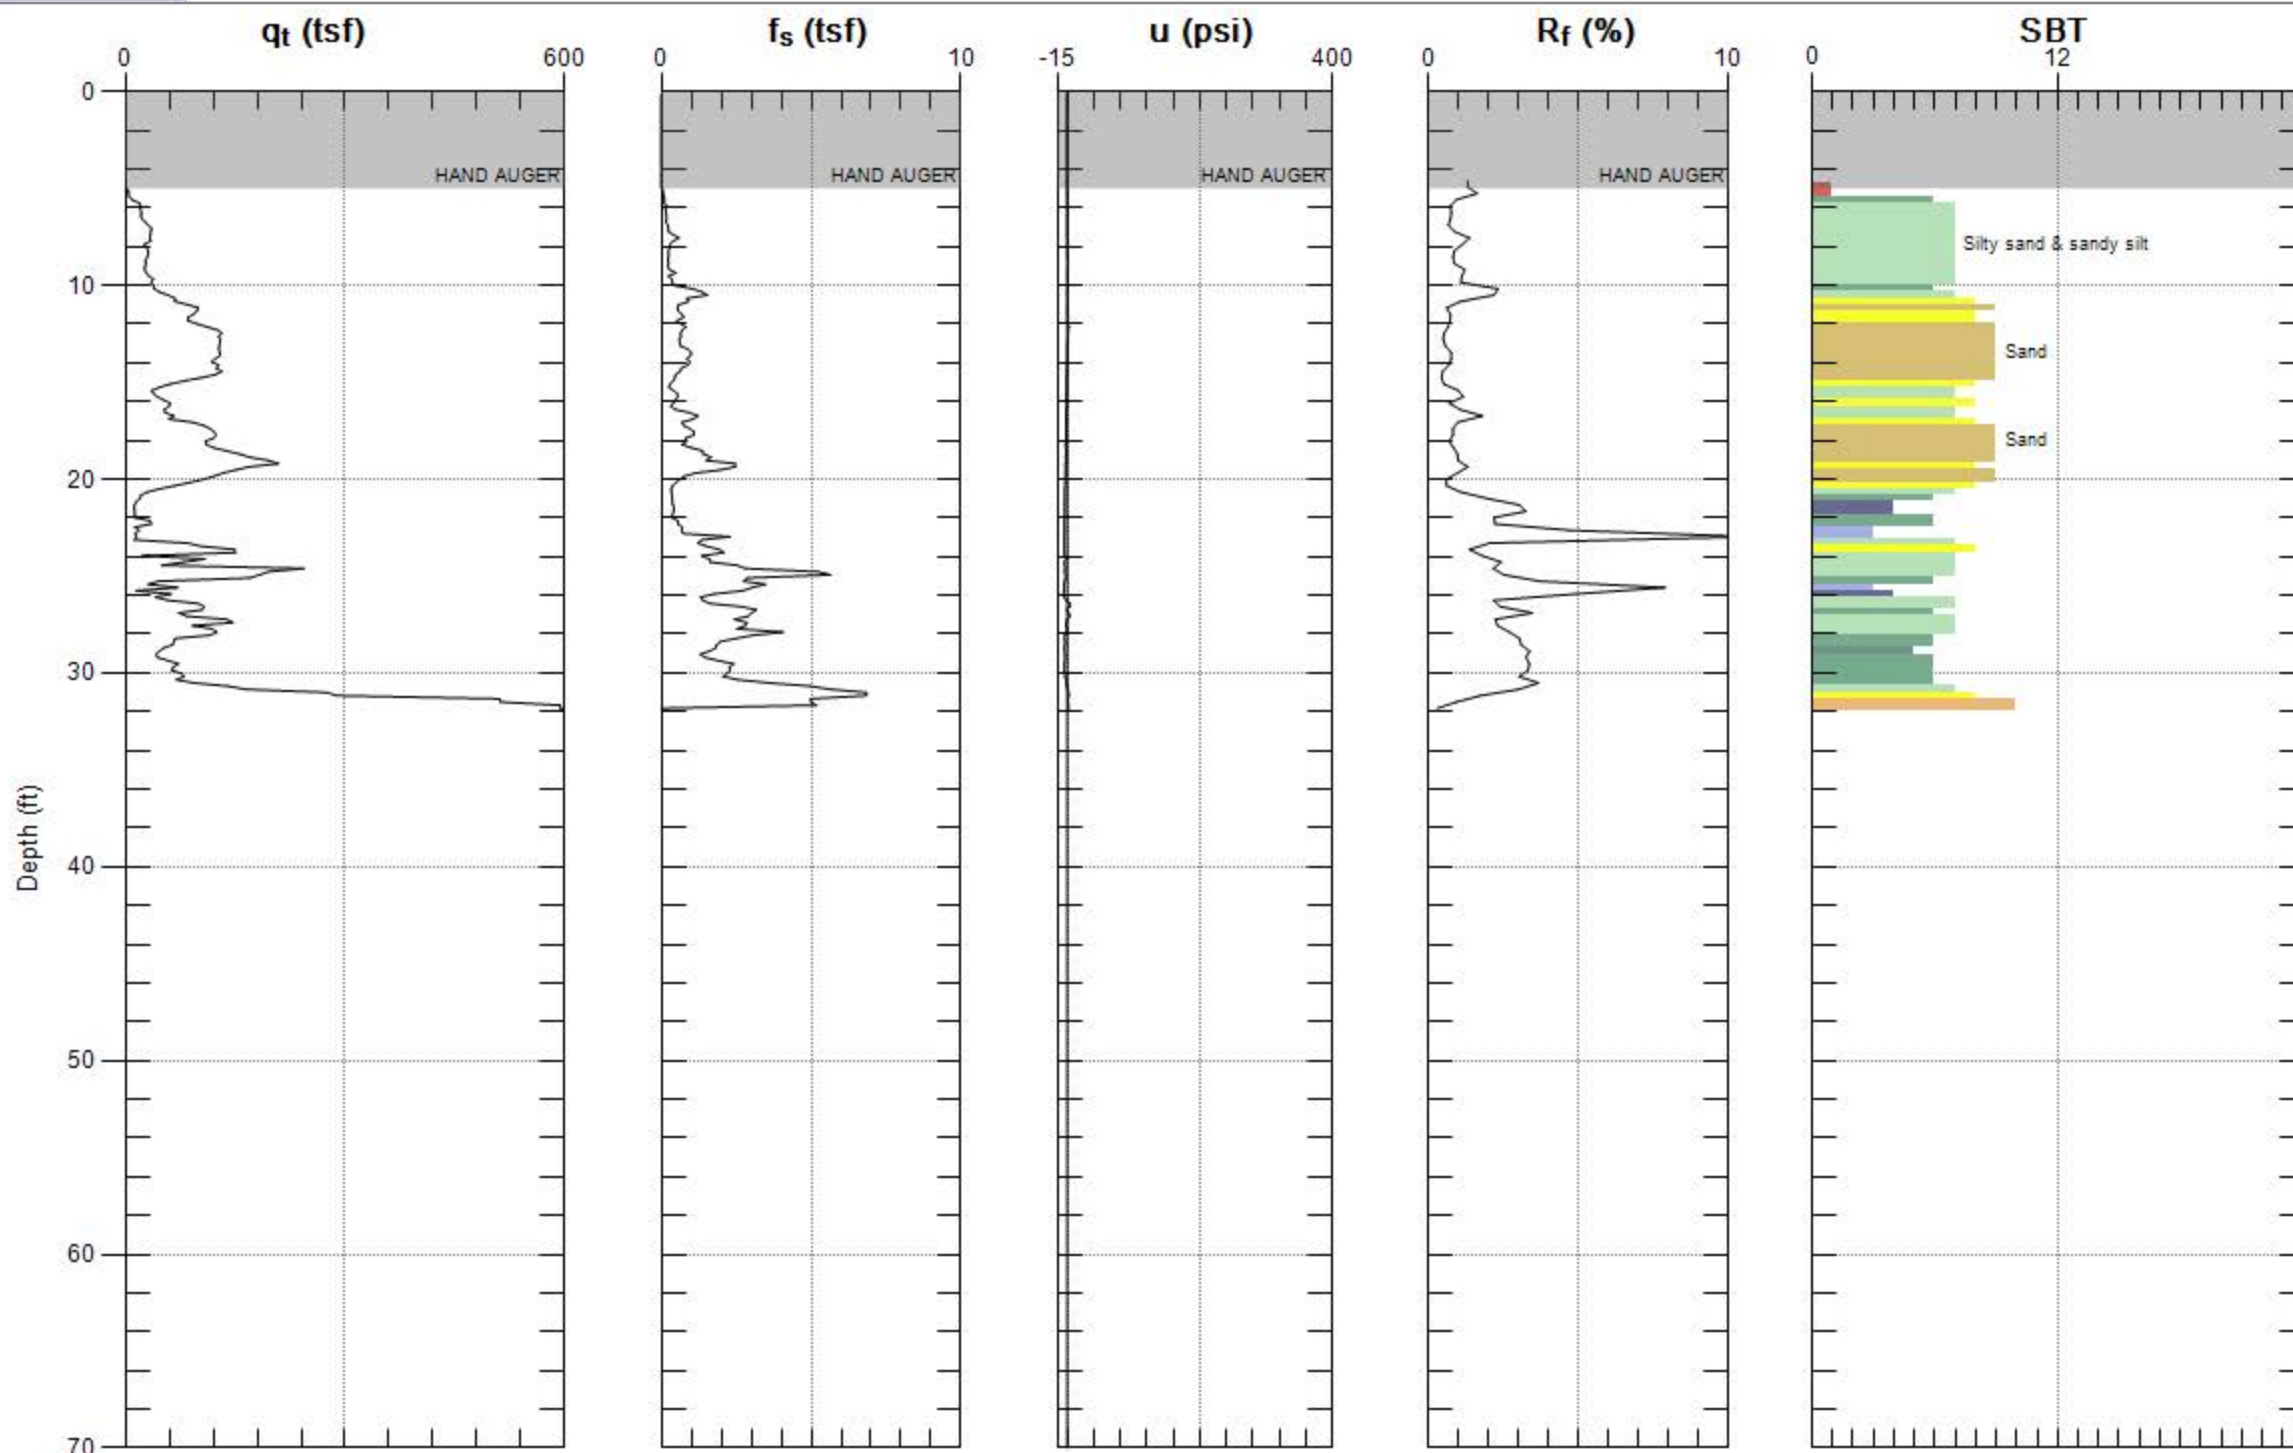 qt (tsf) fs (tsf) u (psi) Rf (%) SBT
0 600 0 10 -15 400 0 10 0 12
0
HAND AUGER HAND AUGER HAND AUGER HAND AUGER
Silty sand & sandy silt
10
Sand
Sand
20
30
Depth (ft)
40
50
60
70